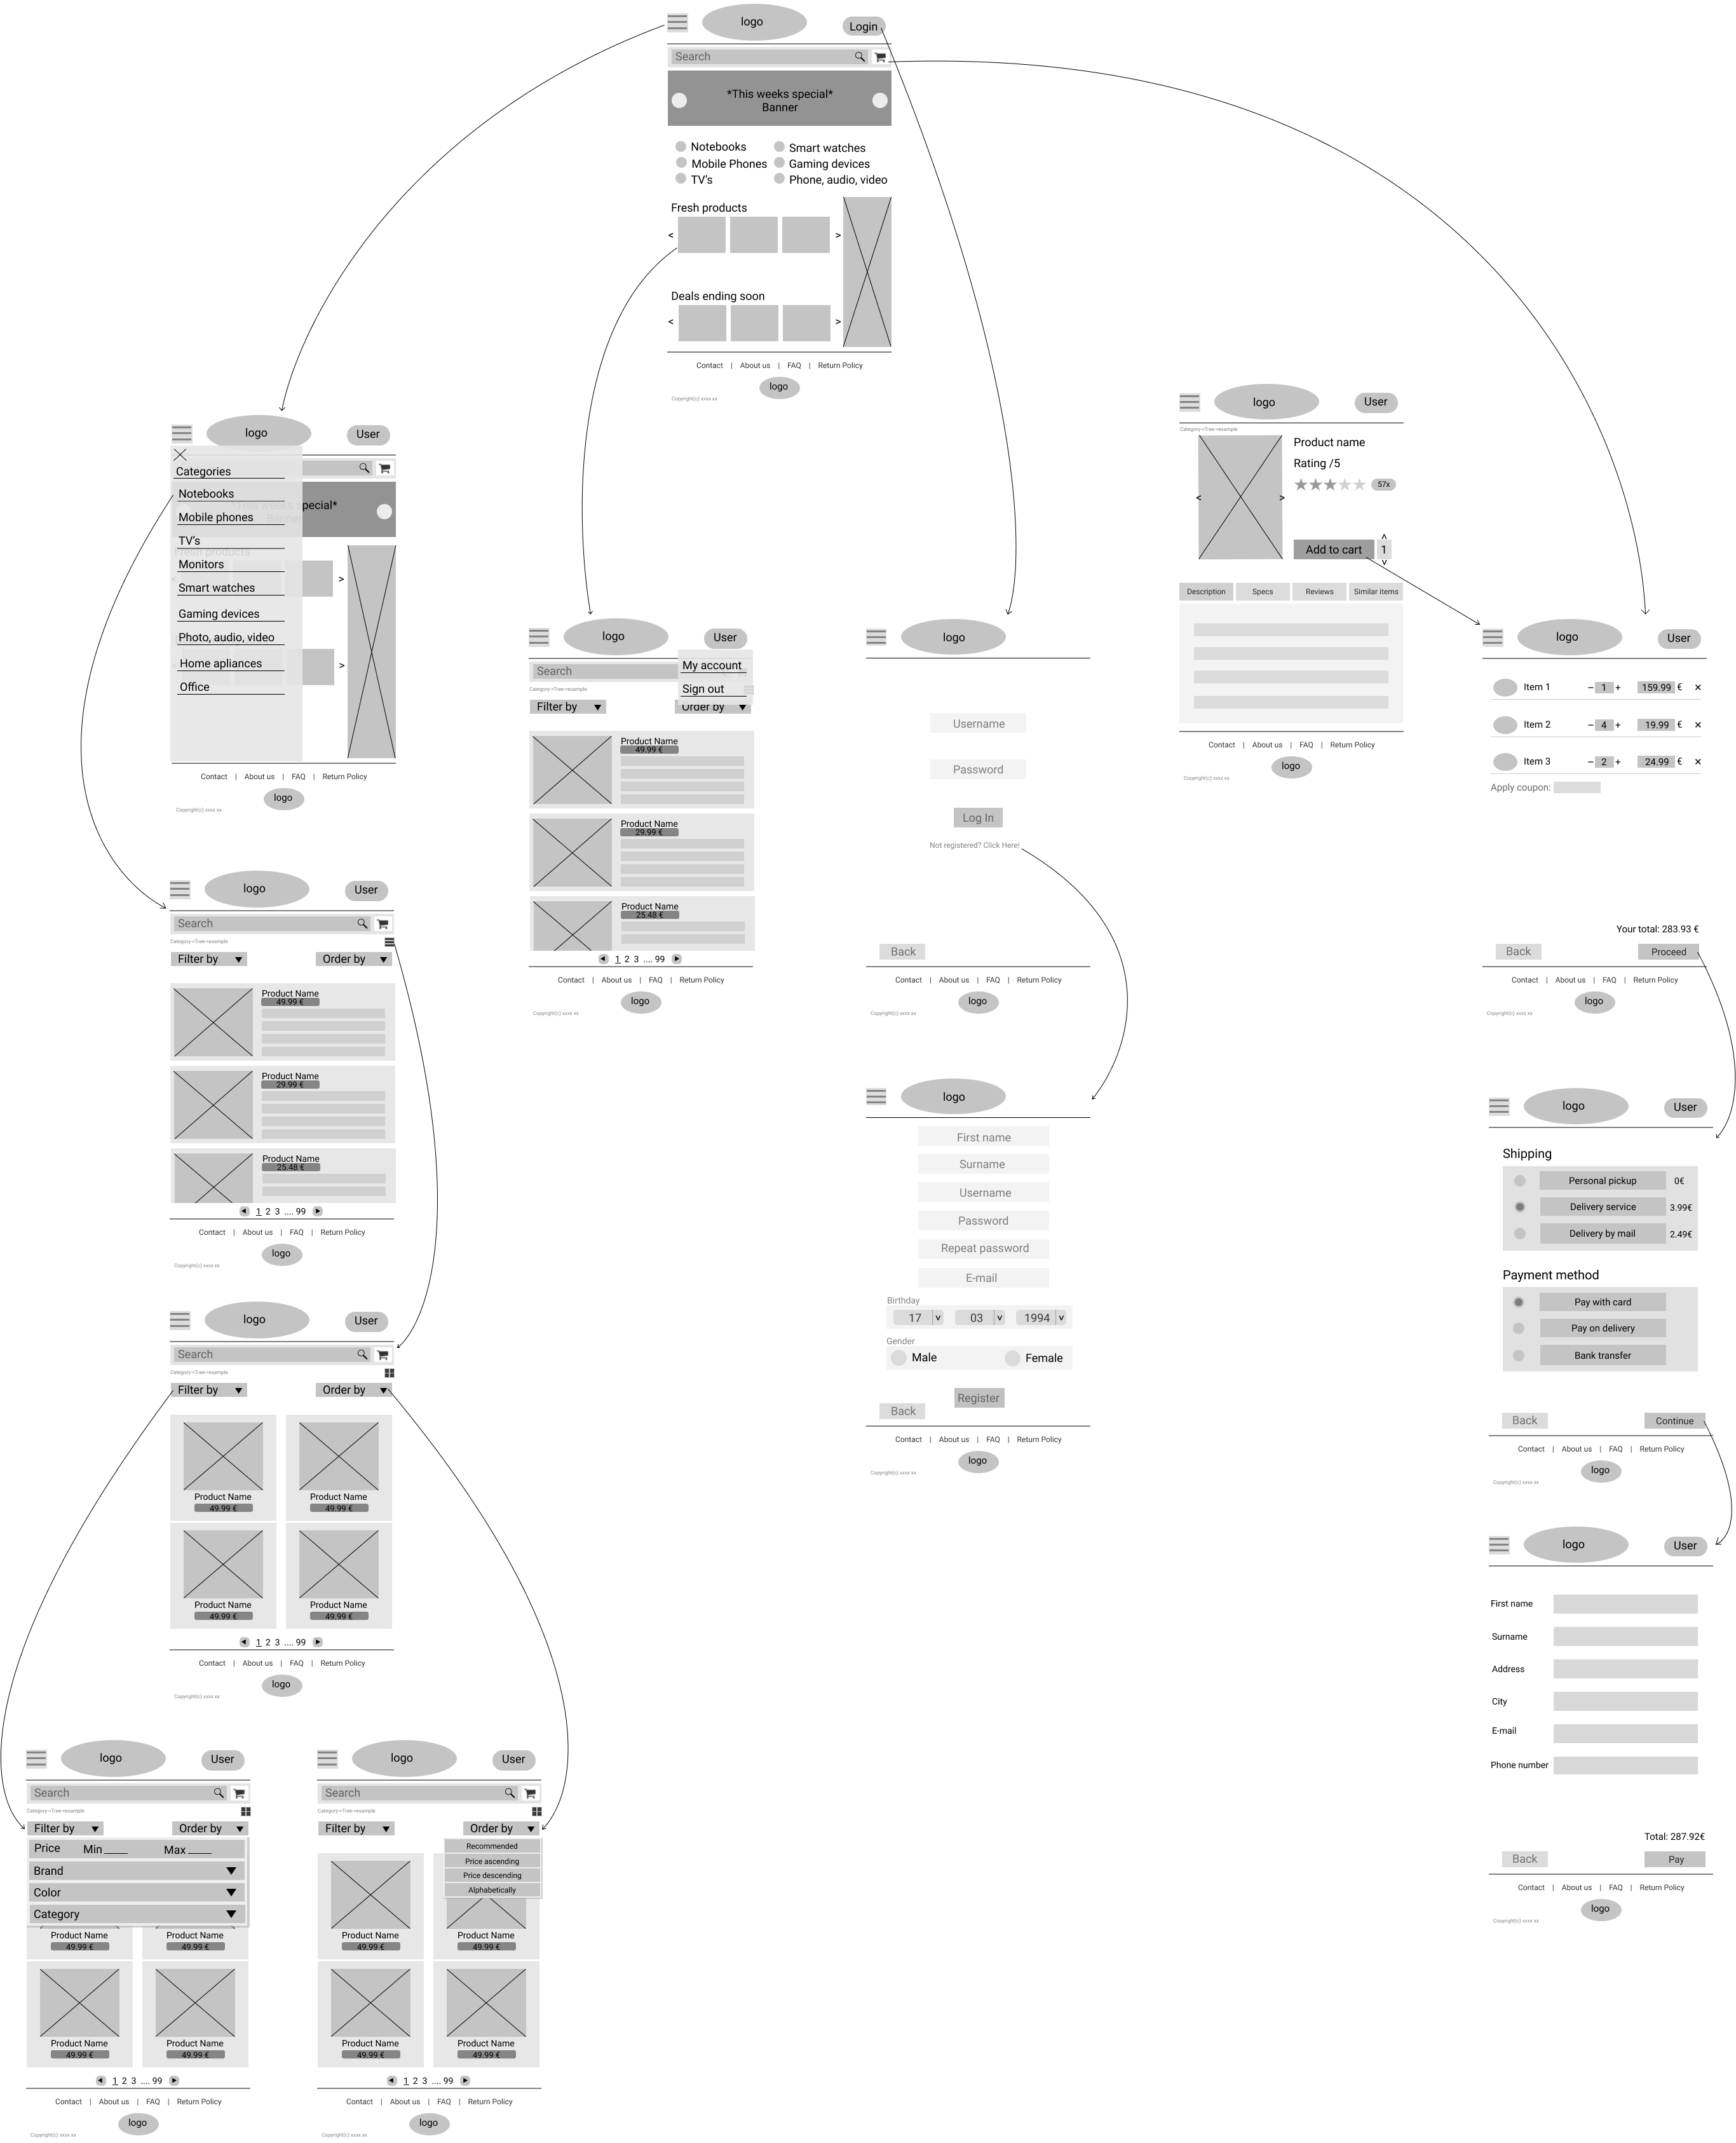 logo
Login
Search
*This weeks special*
Banner
Notebooks
Smart watches
Mobile Phones
Gaming devices
TV's
Phone, audio, video
Fresh products
< >
Deals ending soon
< >
Contact | About us | FAQ | Return Policy
logo
Copyright(c) xxxx xx
logo
User
Categories
Notebooks
special*
Mobile phones
TV's
Fresh products
Monitors
>
Smart watches
Gaming devices
Photo, audio, video
>
Home apliances
Office
Contact | About us | FAQ | Return Policy
logo
Copyright(c) xxxx xx
logo
User
Search
Category->Tree->example
Filter by
Order by
Product Name
49.99 €
Product Name
29.99 €
Product Name
25.48 €
1 2 3 .... 99
Contact | About us | FAQ | Return Policy
logo
Copyright(c) xxxx xx
logo
User
Search
Category->Tree->example
Filter by
Order by
Product Name
49.99 €
Product Name
49.99 €
Product Name
49.99 €
Product Name
49.99 €
1 2 3 .... 99
Contact | About us | FAQ | Return Policy
logo
Copyright(c) xxxx xx
logo
User
Search
Category->Tree->example
Filter by
Order by
Price Min Max
Brand
Color
Category
Product Name
49.99 €
Product Name
49.99 €
Product Name
49.99 €
Product Name
49.99 €
1 2 3 .... 99
Contact | About us | FAQ | Return Policy
logo
Copyright(c) xxxx xx
logo
User
Search
Category->Tree->example
Filter by
Order by
Recommended
Price ascending
Price descending
Alphabetically
Product Name
49.99 €
Product Name
49.99 €
Product Name
49.99 €
Product Name
49.99 €
1 2 3 .... 99
Contact | About us | FAQ | Return Policy
logo
Copyright(c) xxxx xx
logo
User
Search
My account
Category->Tree->example
Sign out
Filter by
Order by
Product Name
49.99 €
Product Name
29.99 €
Product Name
25.48 €
1 2 3 .... 99
Contact | About us | FAQ | Return Policy
logo
Copyright(c) xxxx xx
logo
Username
Password
Log In
Not registered? Click Here!
Back
Contact | About us | FAQ | Return Policy
logo
Copyright(c) xxxx xx
logo
First name
Surname
Username
Password
Repeat password
E-mail
Birthday
17 v 03 v 1994 v
Gender
Male
Female
Register
Back
Contact | About us | FAQ | Return Policy
logo
Copyright(c) xxxx xx
logo
User
Category->Tree->example
Product name
Rating /5
57x
< >
Add to cart
1
Description
Specs
Reviews
Similar items
Contact | About us | FAQ | Return Policy
logo
Copyright(c) xxxx xx
logo
User
Item 1 – 1 + 159.99 € ×
Item 2 – 4 + 19.99 € ×
Item 3 – 2 + 24.99 € ×
Apply coupon:
Your total: 283.93 €
Back
Proceed
Contact | About us | FAQ | Return Policy
logo
Copyright(c) xxxx xx
logo
User
Shipping
Personal pickup 0€
Delivery service 3.99€
Delivery by mail 2.49€
Payment method
Pay with card
Pay on delivery
Bank transfer
Back
Continue
Contact | About us | FAQ | Return Policy
logo
Copyright(c) xxxx xx
logo
User
First name
Surname
Address
City
E-mail
Phone number
Total: 287.92€
Back
Pay
Contact | About us | FAQ | Return Policy
logo
Copyright(c) xxxx xx